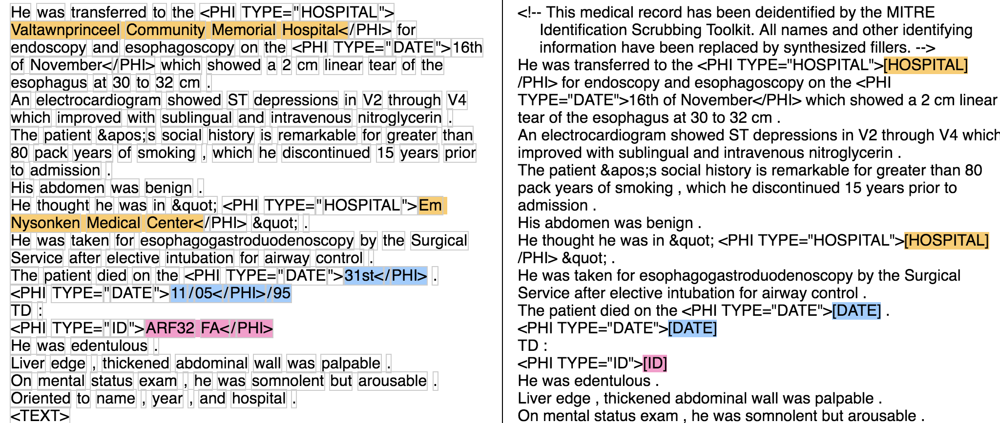 He was transferred to the <PHI TYPE="HOSPITAL">
Valtawnprinceel Community Memorial Hospital</PHI> for
endoscopy and esophagoscopy on the <PHI TYPE="DATE">16th
of November</PHI> which showed a 2 cm linear tear of the
esophagus at 30 to 32 cm .
An electrocardiogram showed ST depressions in V2 through V4
which improved with sublingual and intravenous nitroglycerin .
The patient &apos;s social history is remarkable for greater than
80 pack years of smoking , which he discontinued 15 years prior
to admission .
His abdomen was benign .
He thought he was in &quot; <PHI TYPE="HOSPITAL">Em
Nysonken Medical Center</PHI> &quot; .
He was taken for esophagogastroduodenoscopy by the Surgical
Service after elective intubation for airway control .
The patient died on the <PHI TYPE="DATE">31st</PHI> .
<PHI TYPE="DATE">11/05</PHI>/95
TD :
<PHI TYPE="ID">ARF32 FA</PHI>
He was edentulous .
Liver edge , thickened abdominal wall was palpable .
On mental status exam , he was somnolent but arousable .
Oriented to name , year , and hospital .
<TEXT>
<!-- This medical record has been deidentified by the MITRE
Identification Scrubbing Toolkit. All names and other identifying
information have been replaced by synthesized fillers. -->
He was transferred to the <PHI TYPE="HOSPITAL">[HOSPITAL]
/PHI> for endoscopy and esophagoscopy on the <PHI
TYPE="DATE">16th of November</PHI> which showed a 2 cm linear
tear of the esophagus at 30 to 32 cm .
An electrocardiogram showed ST depressions in V2 through V4 which
improved with sublingual and intravenous nitroglycerin .
The patient &apos;s social history is remarkable for greater than 80
pack years of smoking , which he discontinued 15 years prior to
admission .
His abdomen was benign .
He thought he was in &quot; <PHI TYPE="HOSPITAL">[HOSPITAL]
/PHI> &quot; .
He was taken for esophagogastroduodenoscopy by the Surgical
Service after elective intubation for airway control .
The patient died on the <PHI TYPE="DATE">[DATE] .
<PHI TYPE="DATE">[DATE]
TD :
<PHI TYPE="ID">[ID]
He was edentulous .
Liver edge , thickened abdominal wall was palpable .
On mental status exam , he was somnolent but arousable .